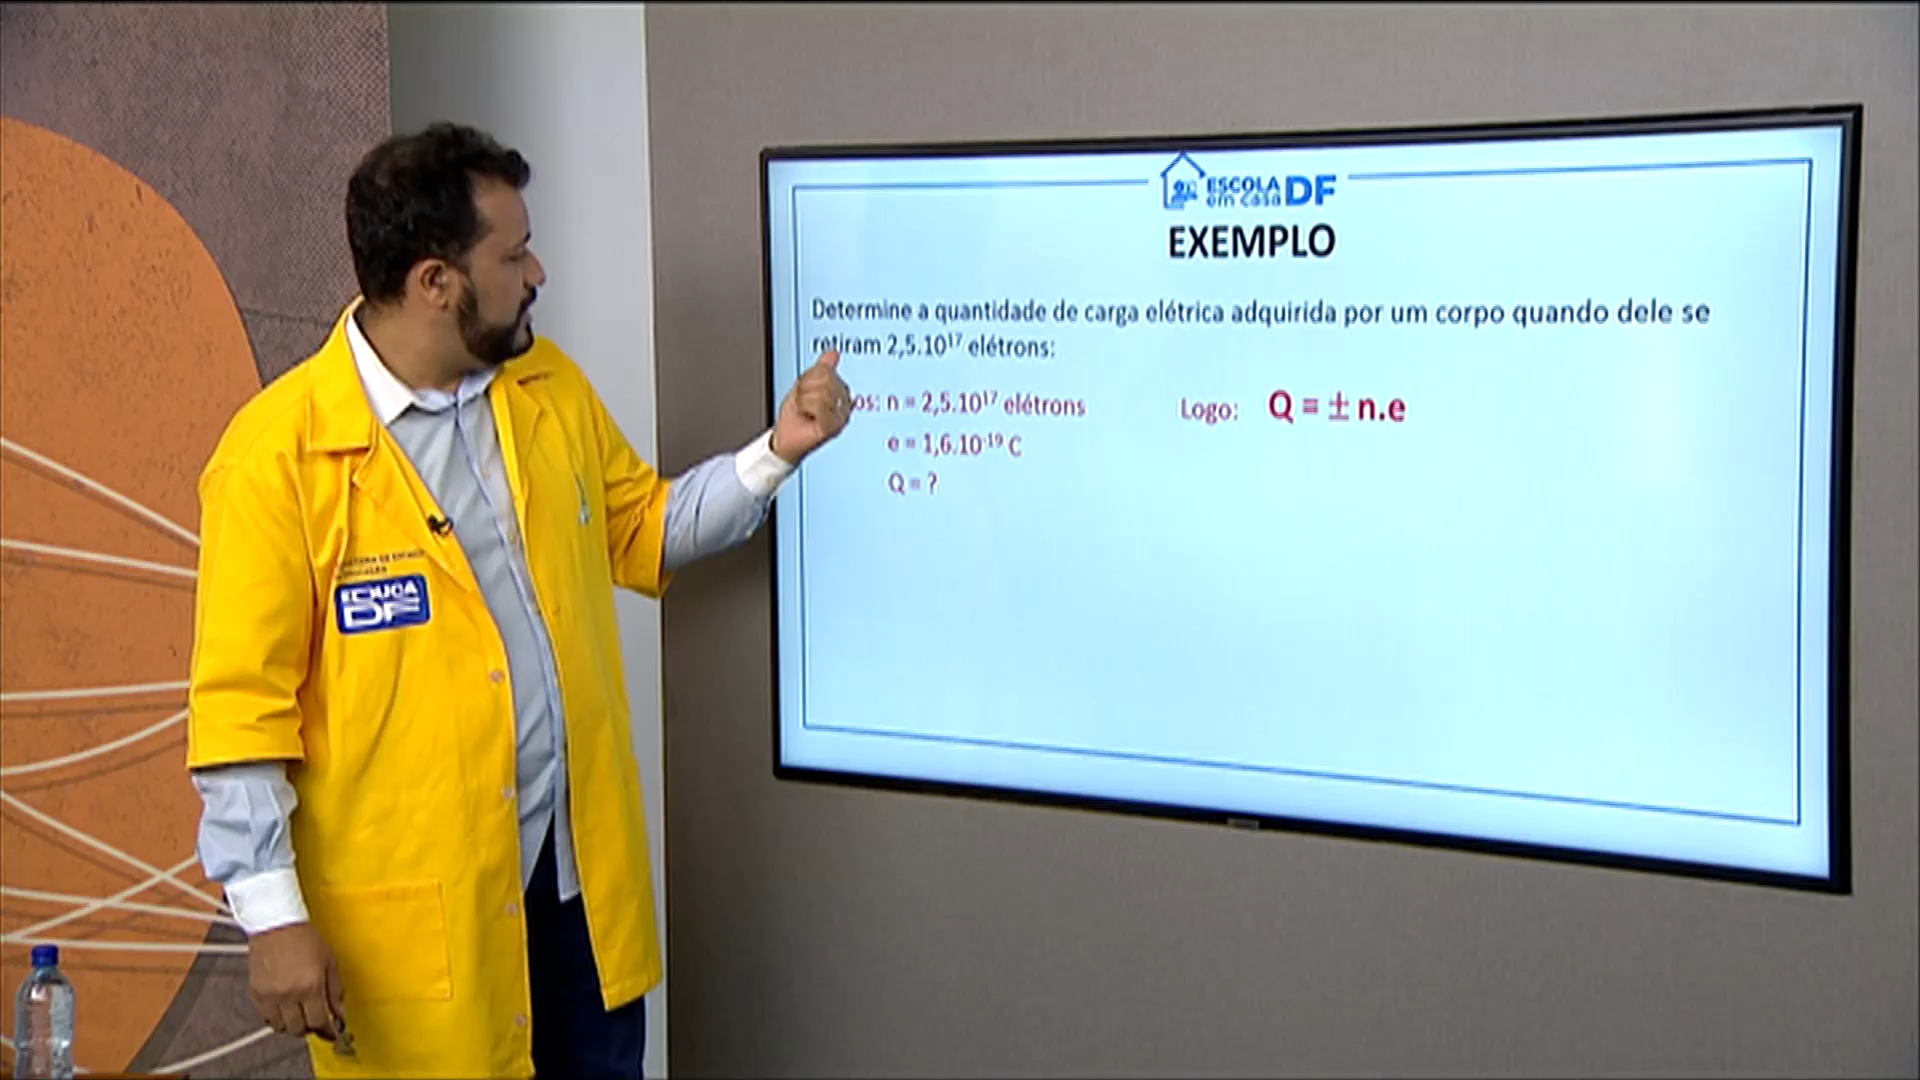 ESCOLA
em casa DF
EXEMPLO
Determine a quantidade de carga elétrica adquirida por um corpo quando dele se
retiram 2,5.10¹⁷ elétrons:
os: n = 2,5.10¹⁷ elétrons
Logo: Q = ± n.e
e = 1,6.10⁻¹⁹ C
Q = ?
EDUCA
DF